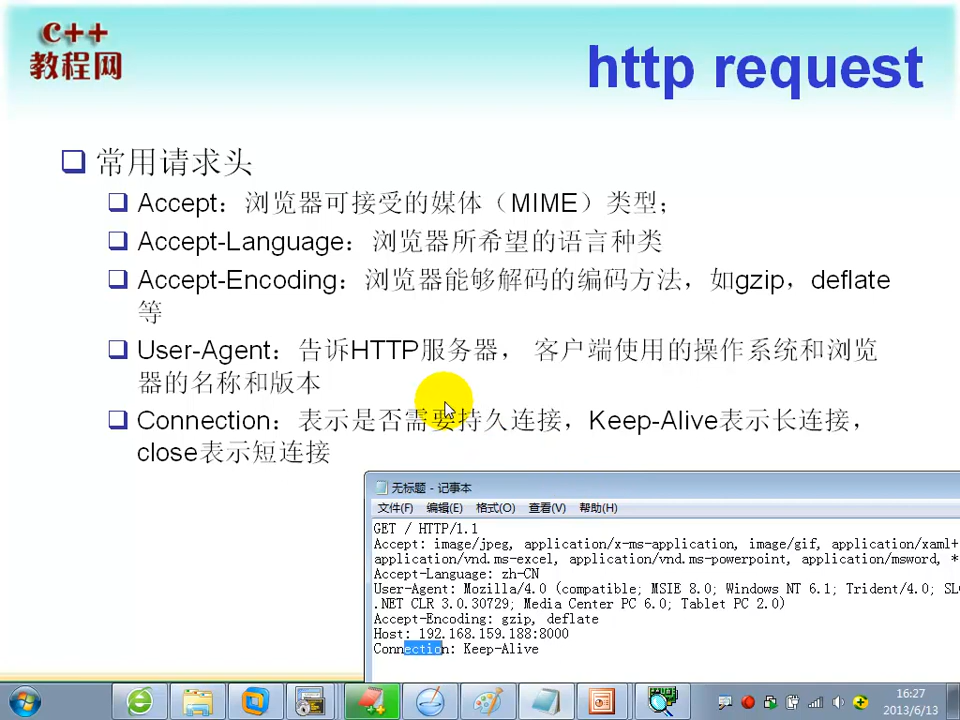 c++
教程网
http request
常用请求头
Accept：浏览器可接受的媒体（MIME）类型；
Accept-Language：浏览器所希望的语言种类
Accept-Encoding：浏览器能够解码的编码方法，如gzip，deflate
等
User-Agent：告诉HTTP服务器， 客户端使用的操作系统和浏览
器的名称和版本
Connection：表示是否需要持久连接，Keep-Alive表示长连接，
close表示短连接
无标题 - 记事本
文件(F) 编辑(E) 格式(O) 查看(V) 帮助(H)
GET / HTTP/1.1
Accept: image/jpeg, application/x-ms-application, image/gif, application/xaml+
application/vnd.ms-excel, application/vnd.ms-powerpoint, application/msword, *
Accept-Language: zh-CN
User-Agent: Mozilla/4.0 (compatible; MSIE 8.0; Windows NT 6.1; Trident/4.0; SL
.NET CLR 3.0.30729; Media Center PC 6.0; Tablet PC 2.0)
Accept-Encoding: gzip, deflate
Host: 192.168.159.188:8000
Connection: Keep-Alive
16:27
2013/6/13